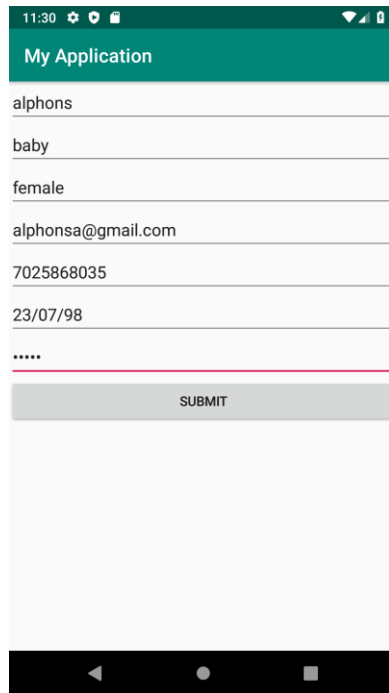 11:30
My Application
alphons
baby
female
alphonsa@gmail.com
7025868035
23/07/98
•••••
SUBMIT